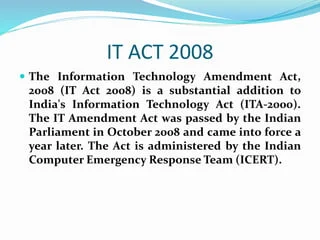 IT ACT 2008
The Information Technology Amendment Act,
2008 (IT Act 2008) is a substantial addition to
India's Information Technology Act (ITA-2000).
The IT Amendment Act was passed by the Indian
Parliament in October 2008 and came into force a
year later. The Act is administered by the Indian
Computer Emergency Response Team (ICERT).